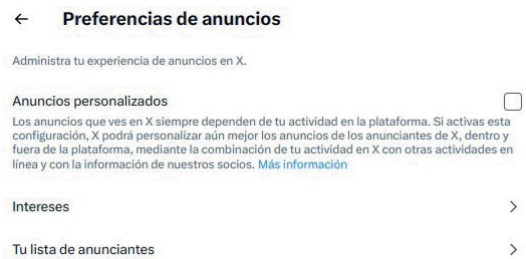 Preferencias de anuncios
Administra tu experiencia de anuncios en X.
Anuncios personalizados
Los anuncios que ves en X siempre dependen de tu actividad en la plataforma. Si activas esta
configuración, X podrá personalizar aún mejor los anuncios de los anunciantes de X, dentro y
fuera de la plataforma, mediante la combinación de tu actividad en X con otras actividades en
línea y con la información de nuestros socios. Más información
Intereses
Tu lista de anunciantes